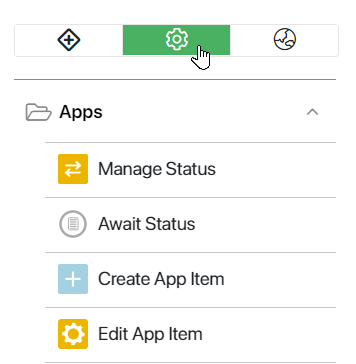 Apps
Manage Status
Await Status
Create App Item
Edit App Item